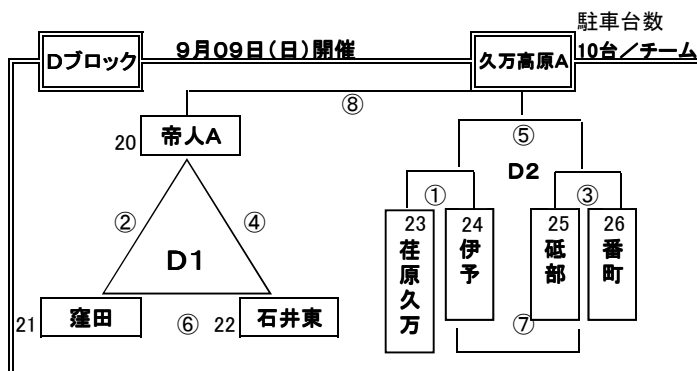 駐車台数
Dブロック 9月09日(日)開催 久万高原A 10台／チーム
⑧
20 帝人A ⑤
D2
① ③
② ④ 23 24 25 26
荏原久万 伊予 砥部 番町
D1
21 窪田 ⑥ 22 石井東 ⑦